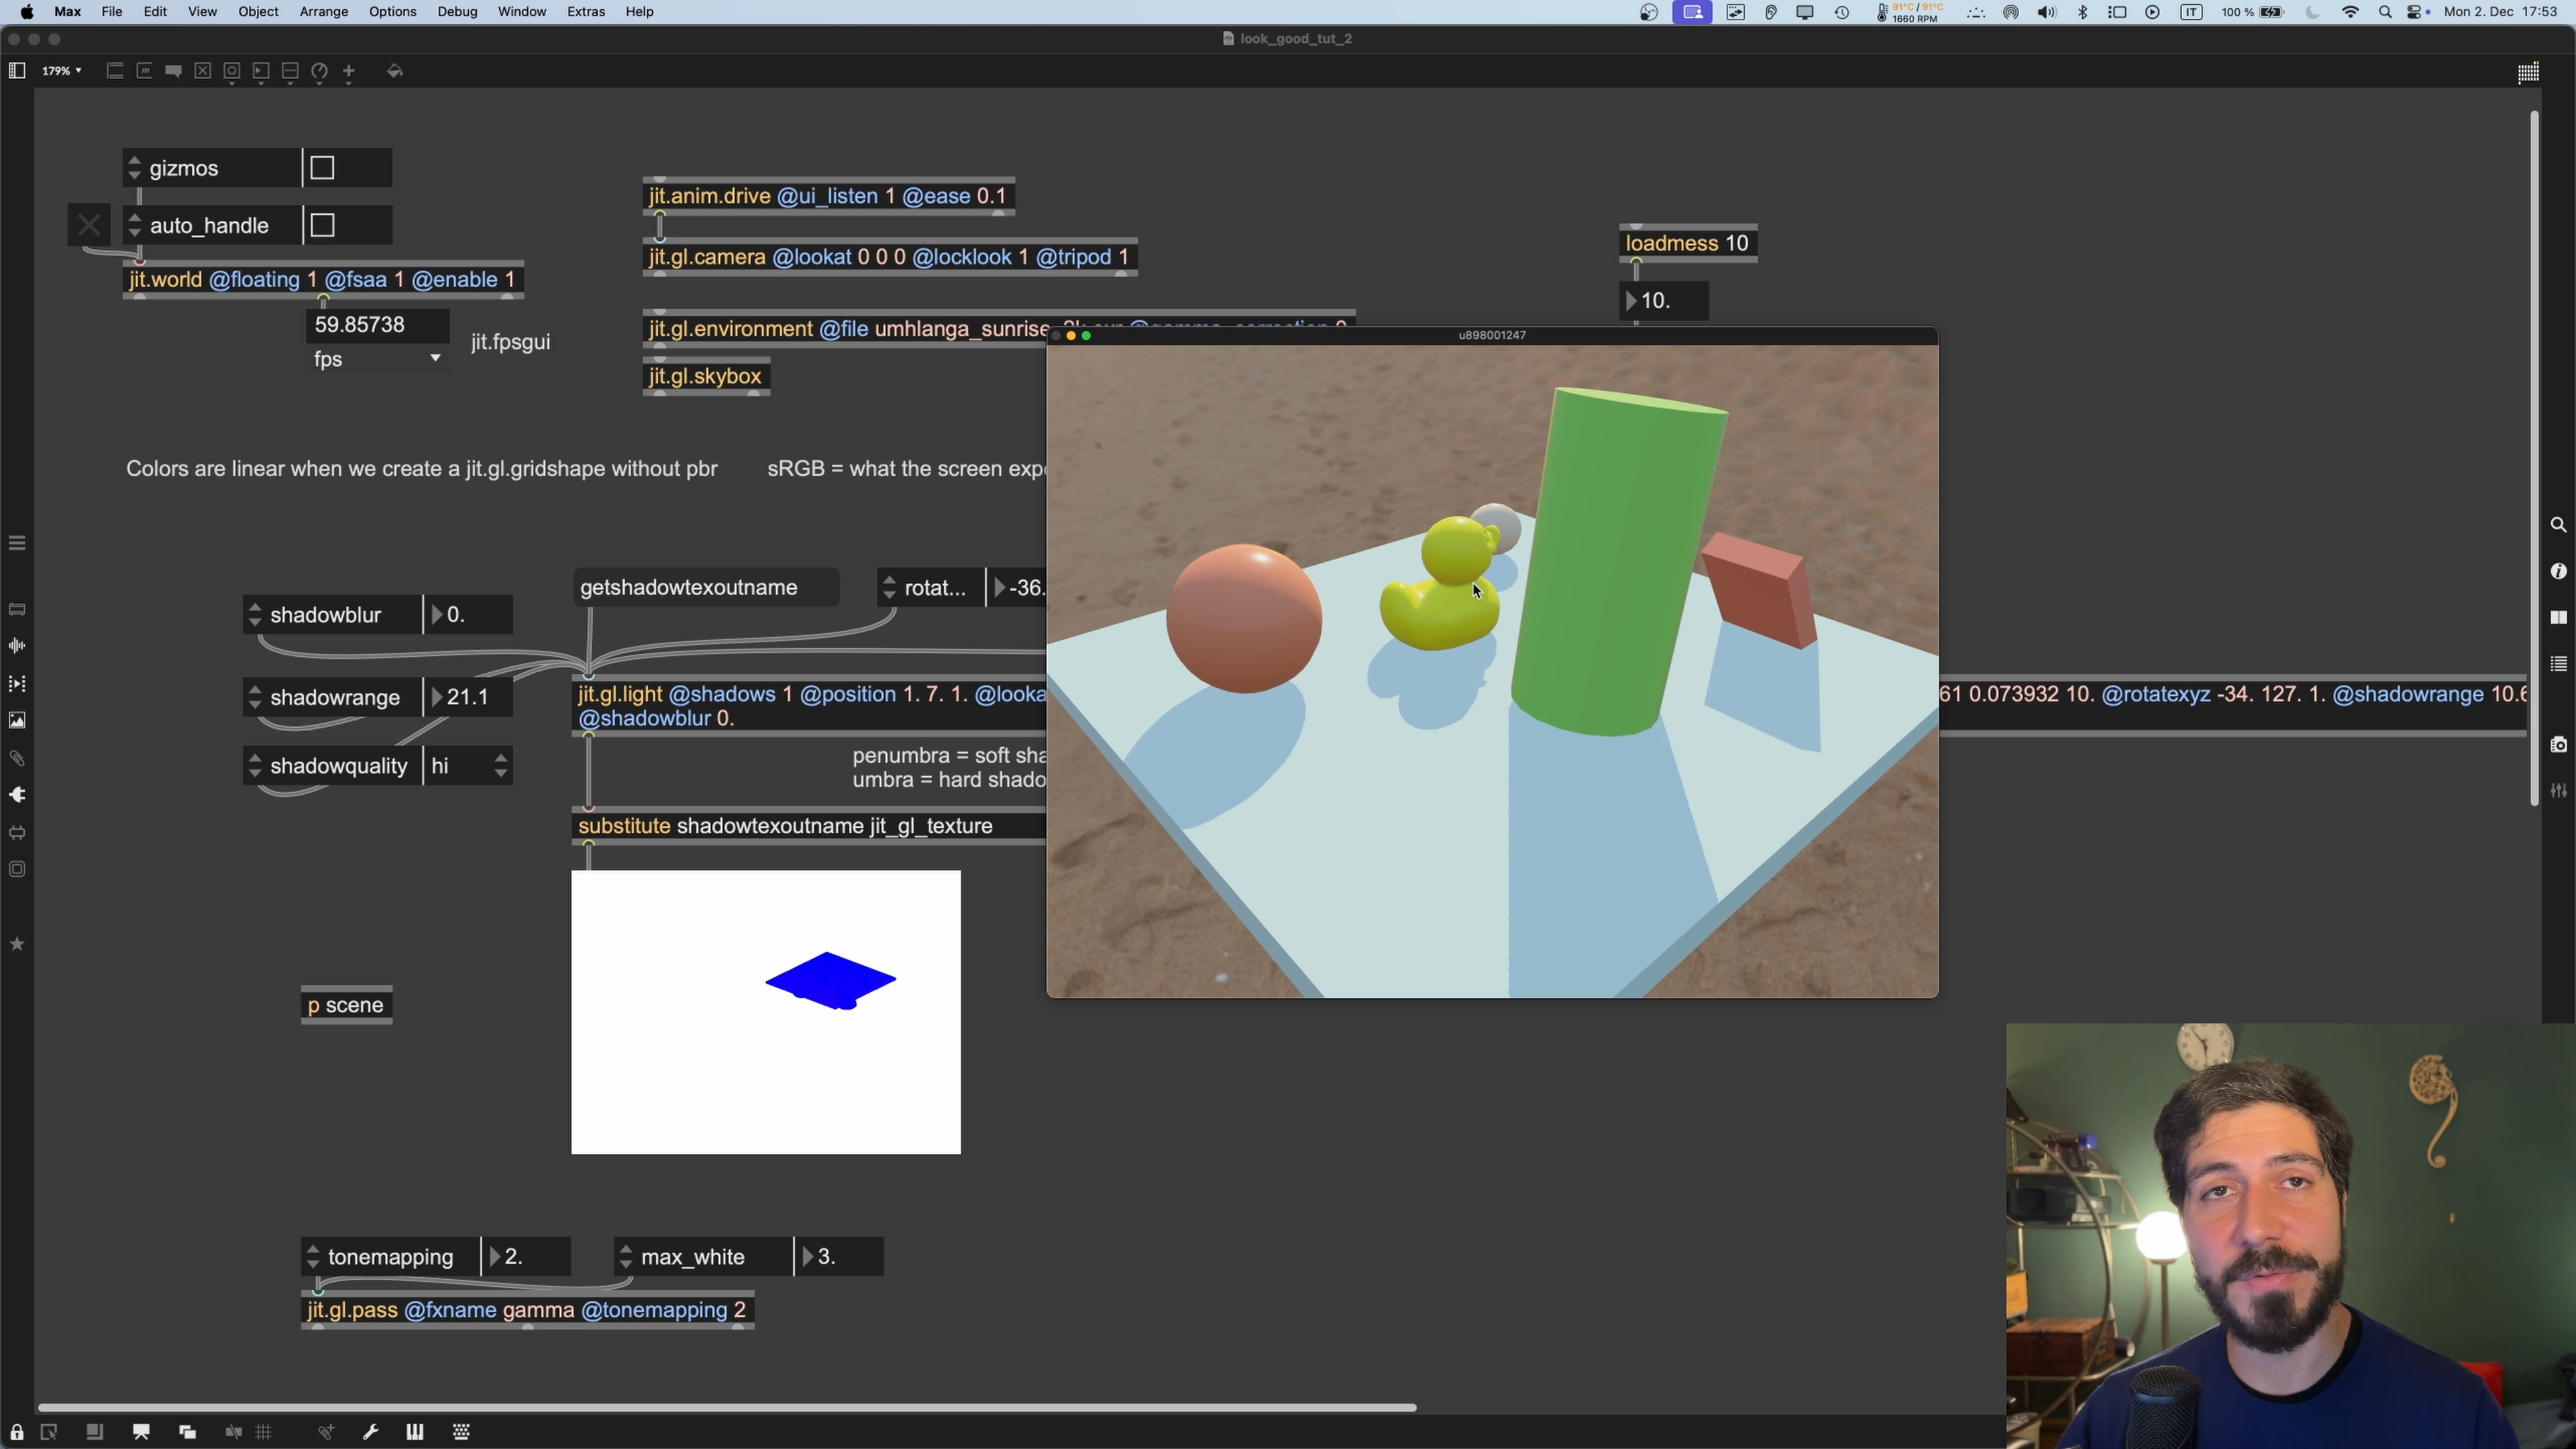 Max File Edit View Object Arrange Options Debug Window Extras Help
91°C / 91°C
1660 RPM
IT
100 %
Mon 2. Dec 17:53
look_good_tut_2
179%
gizmos
auto_handle
jit.world @floating 1 @fsaa 1 @enable 1
59.85738
fps
jit.fpsgui
jit.anim.drive @ui_listen 1 @ease 0.1
jit.gl.camera @lookat 0 0 0 @locklook 1 @tripod 1
jit.gl.environment @file umhlanga_sunrise
jit.gl.skybox
loadmess 10
10.
u898001247
Colors are linear when we create a jit.gl.gridshape without pbr
sRGB = what the screen exp
getshadowtexoutname
rotat...
-36.
shadowblur
0.
shadowrange
21.1
shadowquality
hi
jit.gl.light @shadows 1 @position 1. 7. 1. @looka
@shadowblur 0.
61 0.073932 10. @rotatexyz -34. 127. 1. @shadowrange 10.6
penumbra = soft sha
umbra = hard shado
substitute shadowtexoutname jit_gl_texture
p scene
tonemapping
2.
max_white
3.
jit.gl.pass @fxname gamma @tonemapping 2